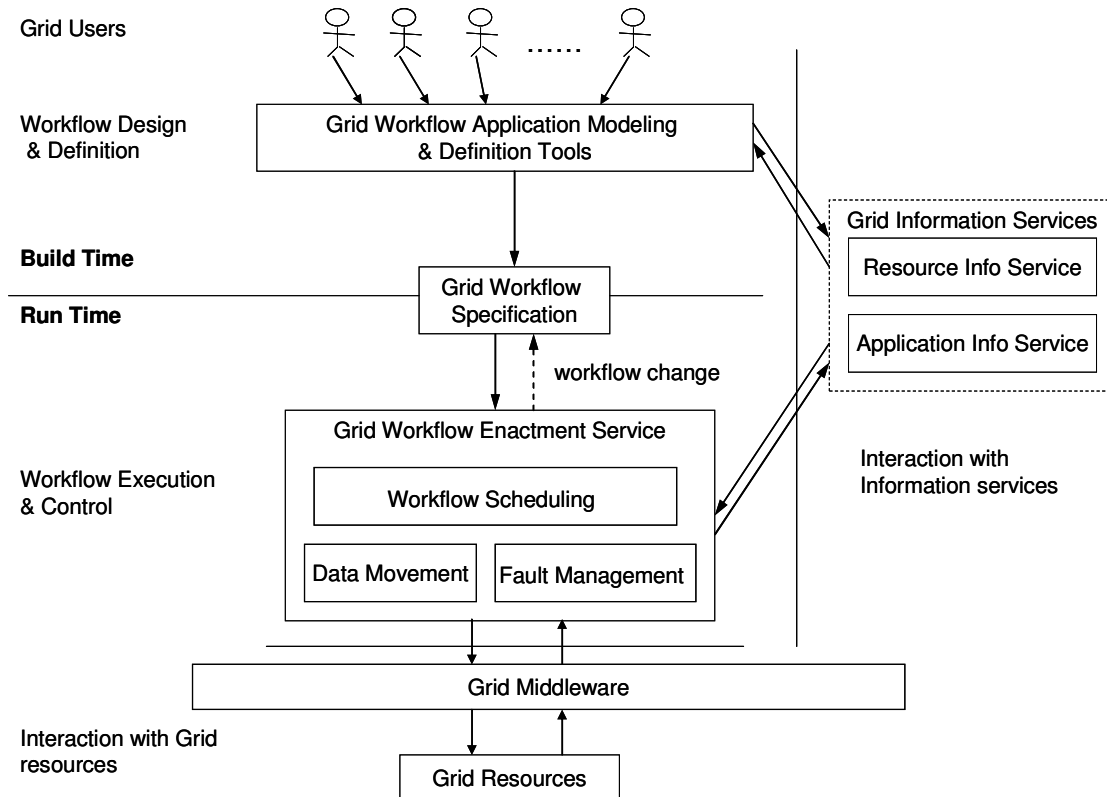 Grid Users
......
Workflow Design
& Definition
Grid Workflow Application Modeling
& Definition Tools
Grid Information Services
Resource Info Service
Application Info Service
Build Time
Run Time
Grid Workflow
Specification
workflow change
Grid Workflow Enactment Service
Workflow Scheduling
Data Movement
Fault Management
Workflow Execution
& Control
Interaction with
Information services
Grid Middleware
Interaction with Grid
resources
Grid Resources